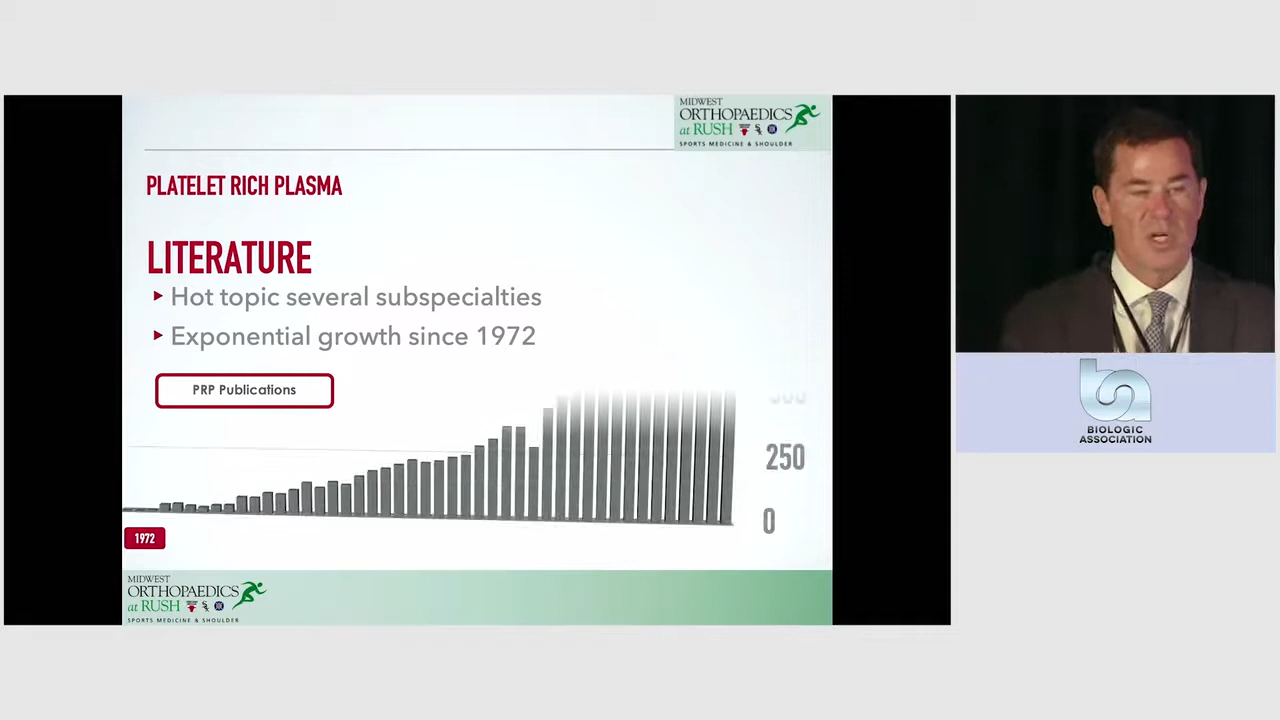 MIDWEST
ORTHOPAEDICS
at RUSH
SPORTS MEDICINE & SHOULDER
PLATELET RICH PLASMA
LITERATURE
Hot topic several subspecialties
Exponential growth since 1972
PRP Publications
250
0
1972
MIDWEST
ORTHOPAEDICS
at RUSH
SPORTS MEDICINE & SHOULDER
BIOLOGIC
ASSOCIATION